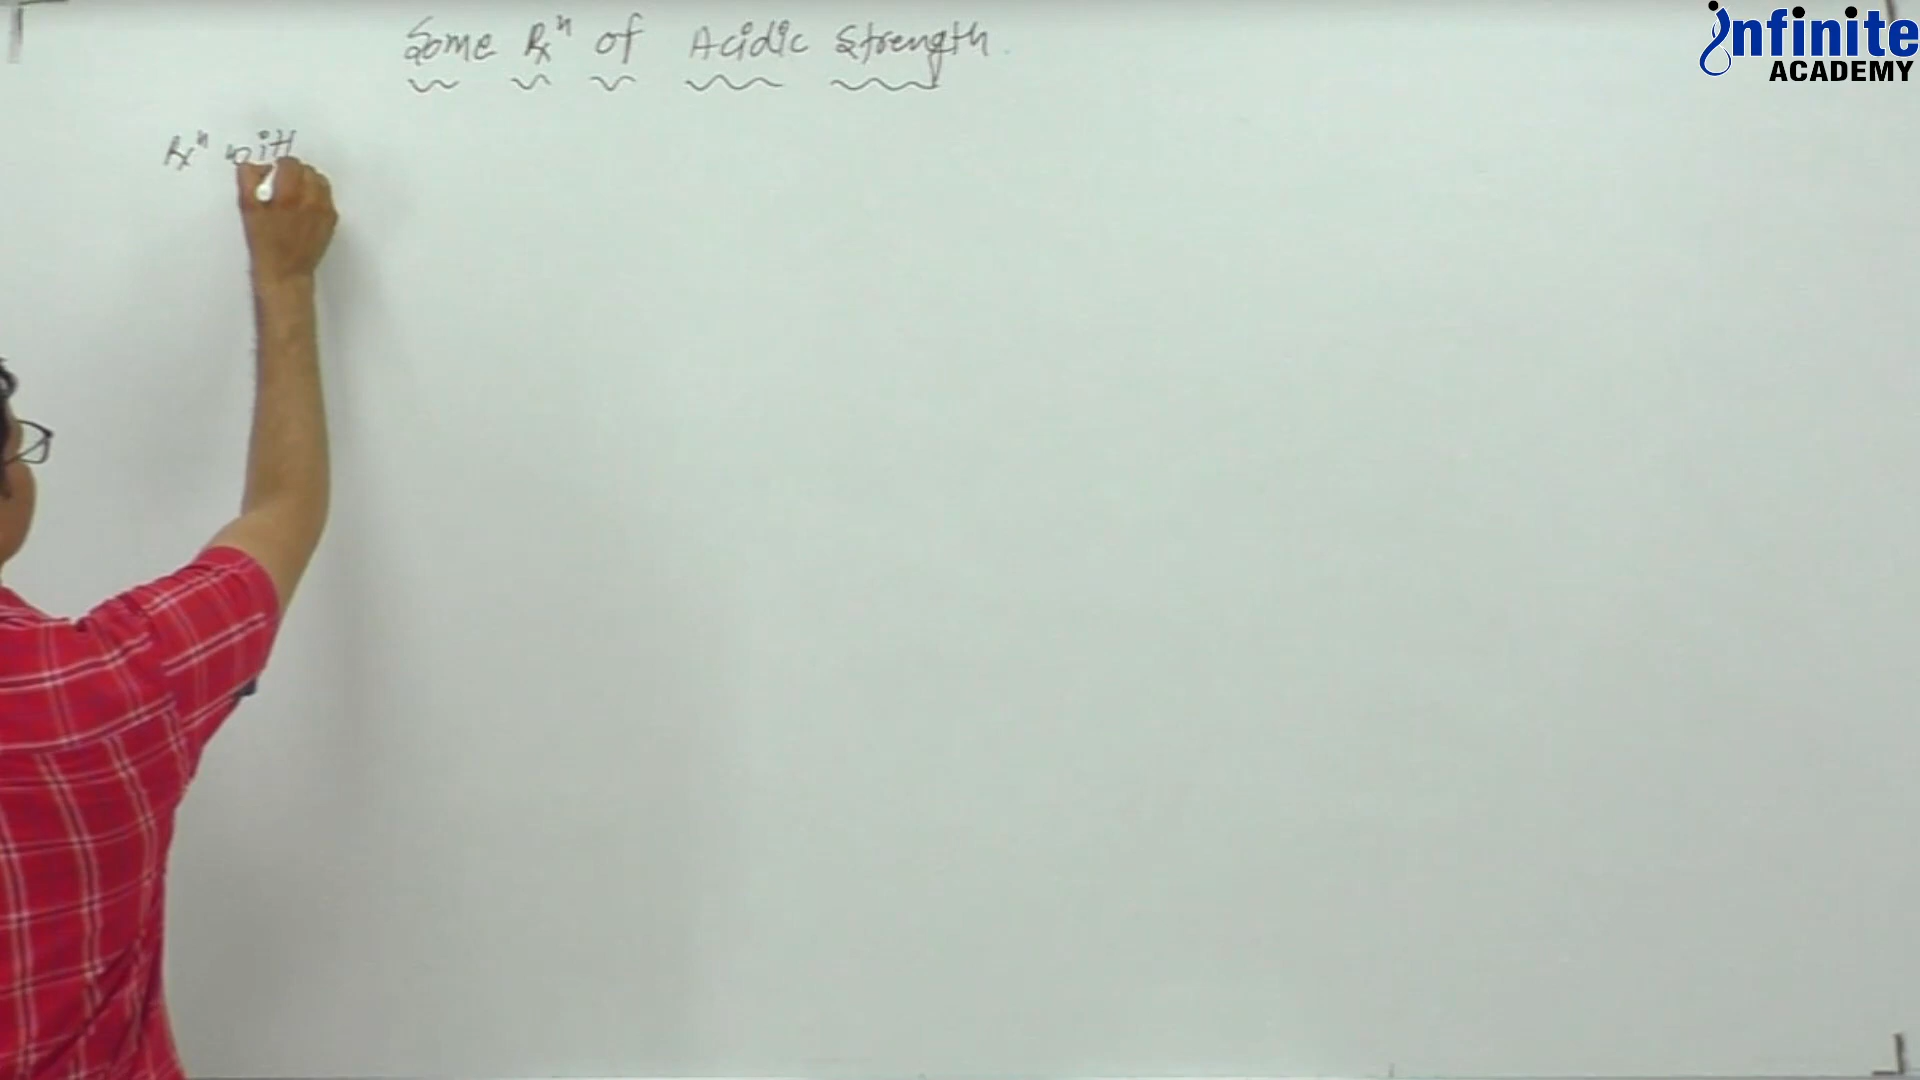 Some Rxⁿ of Acidic Strength
infinite
ACADEMY
Rxⁿ with